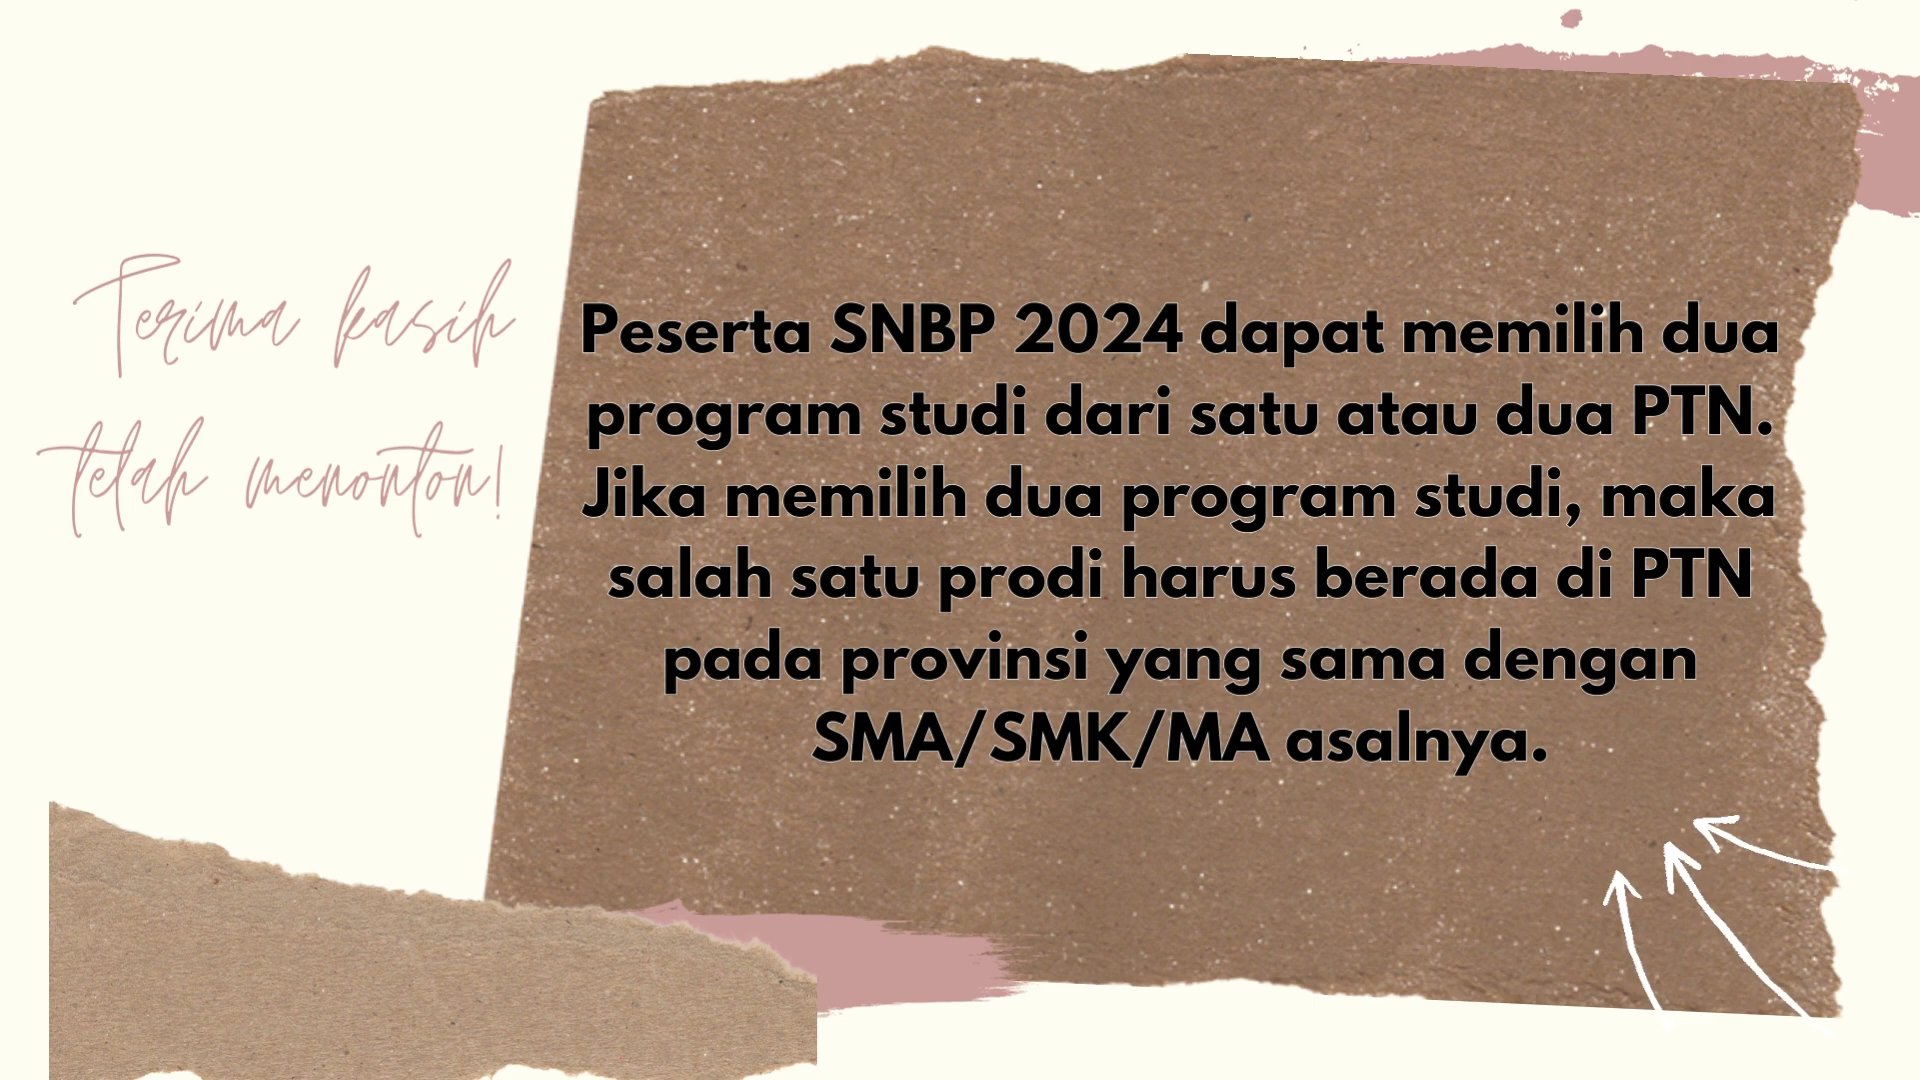 Terima kasih
telah menonton!
Peserta SNBP 2024 dapat memilih dua
program studi dari satu atau dua PTN.
Jika memilih dua program studi, maka
salah satu prodi harus berada di PTN
pada provinsi yang sama dengan
SMA/SMK/MA asalnya.